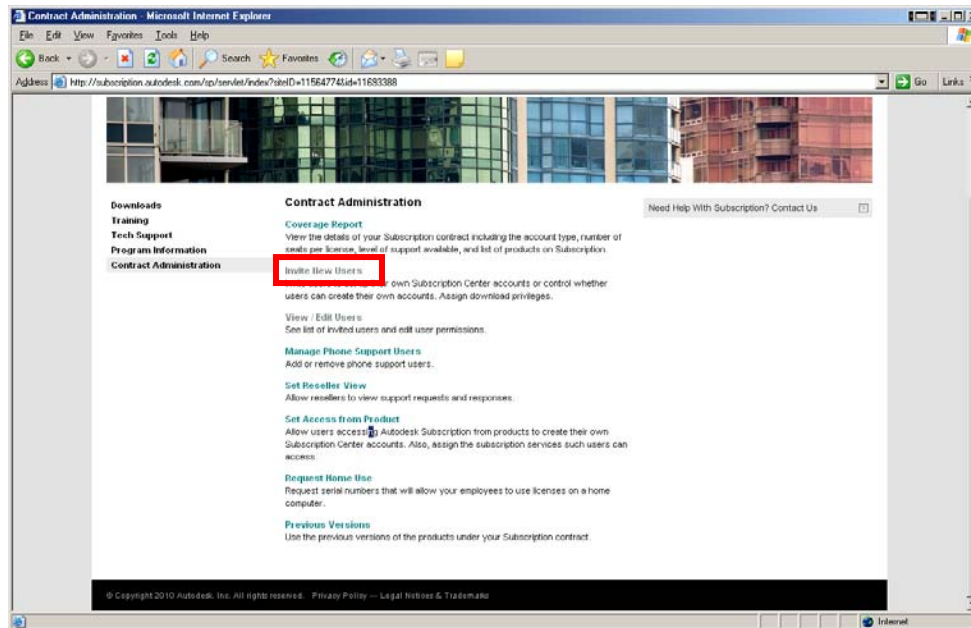 Contract Administration - Microsoft Internet Explorer
File Edit View Favorites Tools Help
Back Search Favorites
Address http://subscription.autodesk.com/sp/servlet/index?siteID=11564774&id=11693388 Go Links
Downloads
Training
Tech Support
Program Information
Contract Administration
Contract Administration
Coverage Report
View the details of your Subscription contract including the account type, number of
seats per license, level of support available, and list of products on Subscription.
Invite New Users
their own Subscription Center accounts or control whether
users can create their own accounts. Assign download privileges.
View / Edit Users
See list of invited users and edit user permissions.
Manage Phone Support Users
Add or remove phone support users.
Set Reseller View
Allow resellers to view support requests and responses.
Set Access from Product
Allow users accessing Autodesk Subscription from products to create their own
Subscription Center accounts. Also, assign the subscription services such users can
access.
Request Home Use
Request serial numbers that will allow your employees to use licenses on a home
computer.
Previous Versions
Use the previous versions of the products under your Subscription contract.
Need Help With Subscription? Contact Us
© Copyright 2010 Autodesk, Inc. All rights reserved. Privacy Policy — Legal Notices & Trademarks
Internet